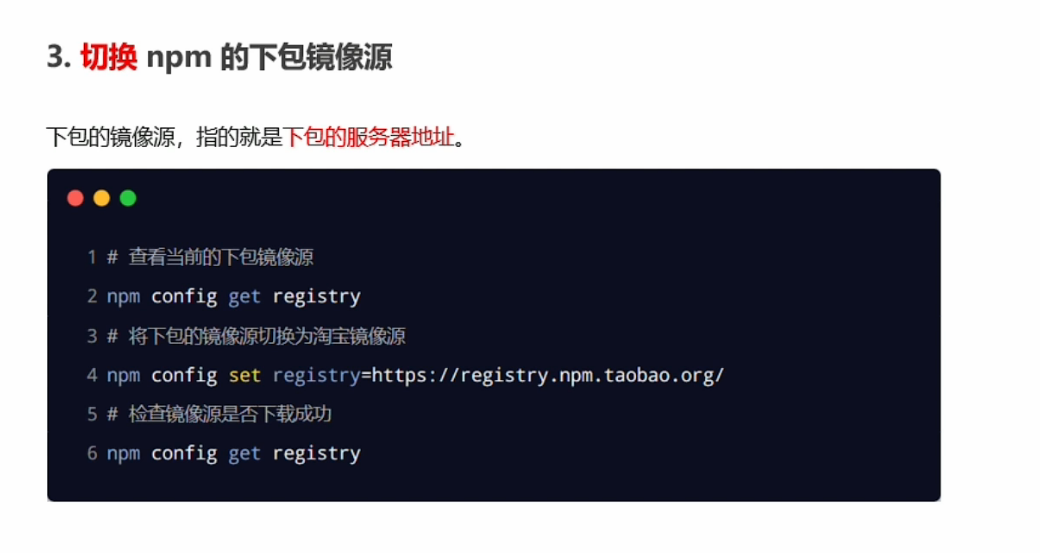 3. 切换 npm 的下包镜像源
下包的镜像源，指的就是下包的服务器地址。
1 # 查看当前的下包镜像源
2 npm config get registry
3 # 将下包的镜像源切换为淘宝镜像源
4 npm config set registry=https://registry.npm.taobao.org/
5 # 检查镜像源是否下载成功
6 npm config get registry